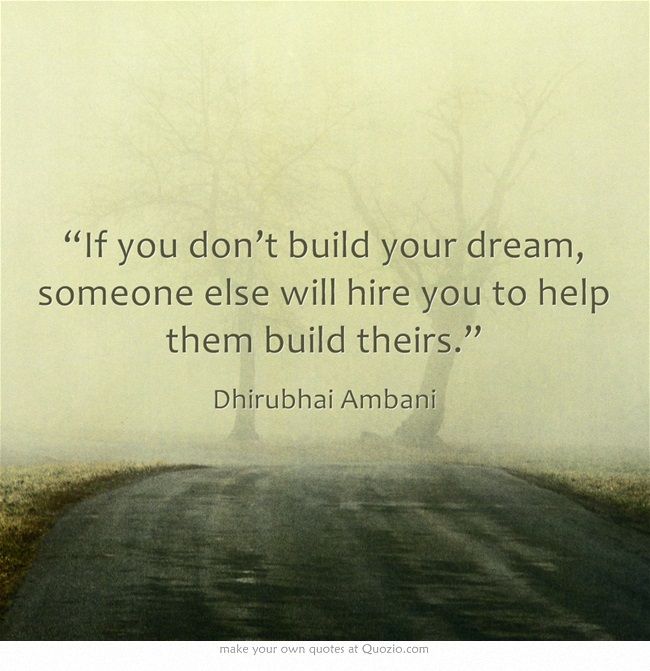 “If you don’t build your dream,
someone else will hire you to help
them build theirs.”
Dhirubhai Ambani
make your own quotes at Quozio.com